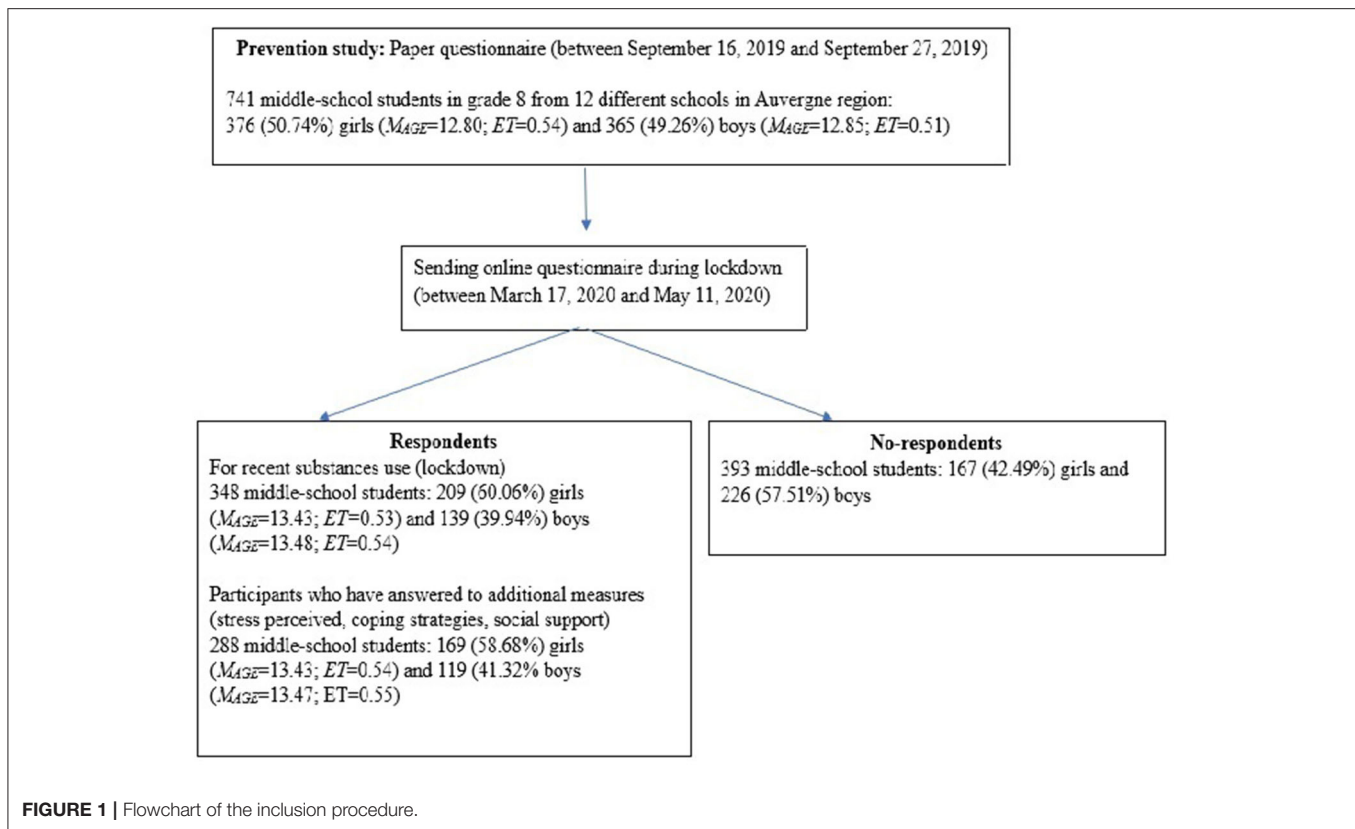 Prevention study: Paper questionnaire (between September 16, 2019 and September 27, 2019)
741 middle-school students in grade 8 from 12 different schools in Auvergne region:
376 (50.74%) girls (MAGE=12.80; ET=0.54) and 365 (49.26%) boys (MAGE=12.85; ET=0.51)
Sending online questionnaire during lockdown
(between March 17, 2020 and May 11, 2020)
Respondents
For recent substances use (lockdown)
348 middle-school students: 209 (60.06%) girls
(MAGE=13.43; ET=0.53) and 139 (39.94%) boys
(MAGE=13.48; ET=0.54)
Participants who have answered to additional measures
(stress perceived, coping strategies, social support)
288 middle-school students: 169 (58.68%) girls
(MAGE=13.43; ET=0.54) and 119 (41.32% boys
(MAGE=13.47; ET=0.55)
No-respondents
393 middle-school students: 167 (42.49%) girls and
226 (57.51%) boys
FIGURE 1 | Flowchart of the inclusion procedure.